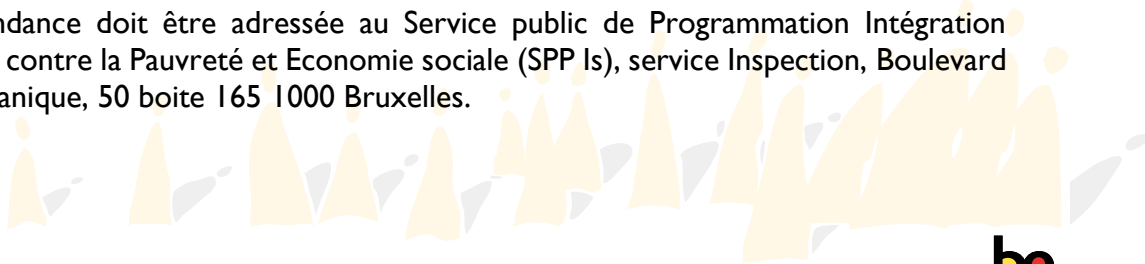 ndance doit être adressée au Service public de Programmation Intégration
contre la Pauvreté et Economie sociale (SPP Is), service Inspection, Boulevard
anique, 50 boite 165 1000 Bruxelles.
be